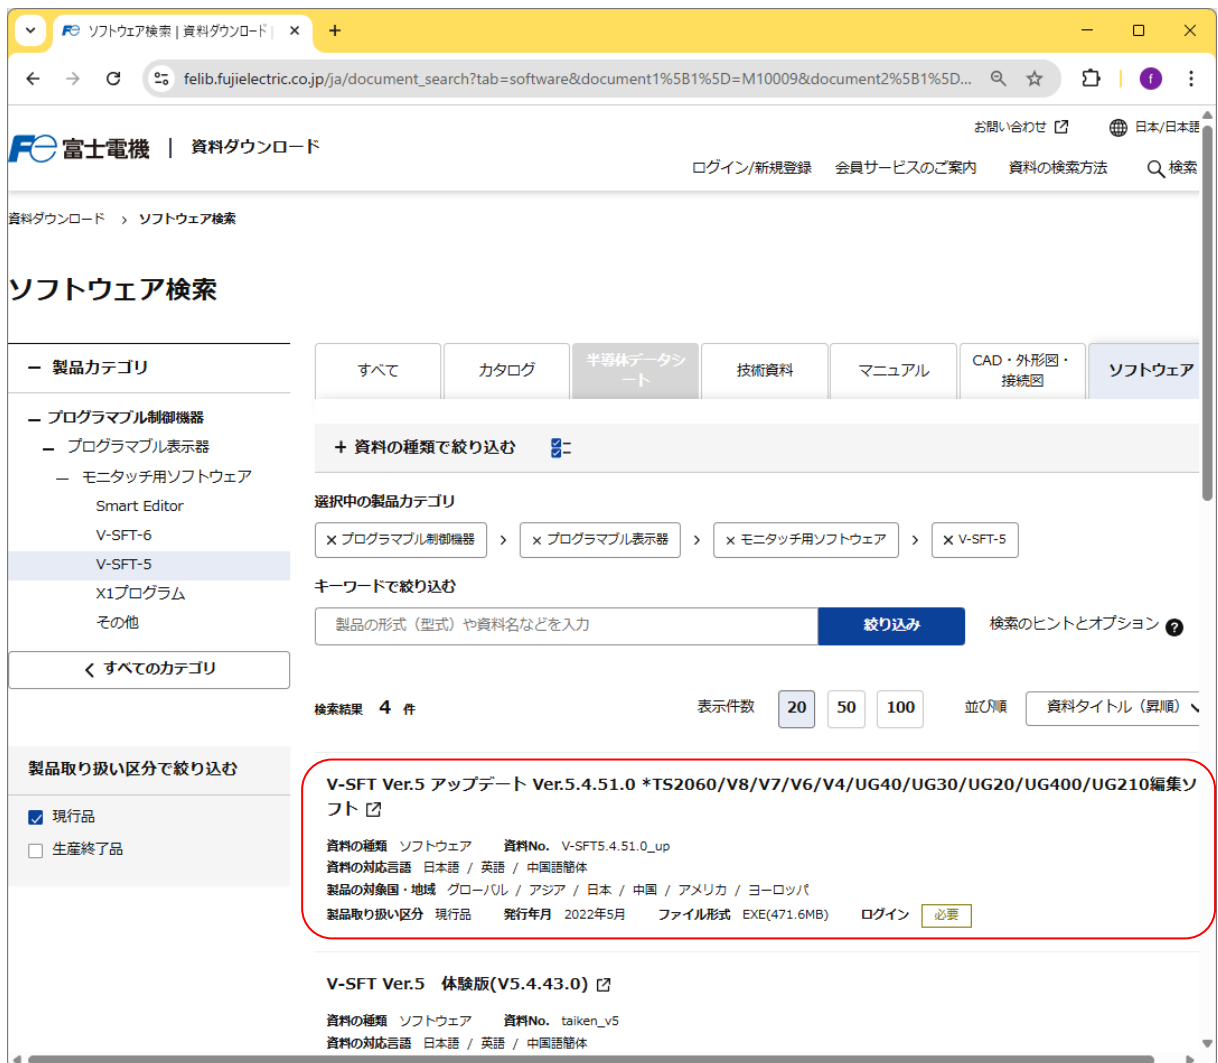 ソフトウェア検索 | 資料ダウンロード |
felib.fujielectric.co.jp/ja/document_search?tab=software&document1%5B1%5D=M10009&document2%5B1%5D...
f
お問い合わせ 日本/日本語
Fe 富士電機 | 資料ダウンロード
ログイン/新規登録 会員サービスのご案内 資料の検索方法 検索
資料ダウンロード > ソフトウェア検索
ソフトウェア検索
− 製品カテゴリ
− プログラマブル制御機器
− プログラマブル表示器
− モニタッチ用ソフトウェア
Smart Editor
V-SFT-6
V-SFT-5
X1プログラム
その他
< すべてのカテゴリ
製品取り扱い区分で絞り込む
現行品
生産終了品
すべて カタログ 半導体データシート 技術資料 マニュアル CAD・外形図・接続図 ソフトウェア
+ 資料の種類で絞り込む
選択中の製品カテゴリ
× プログラマブル制御機器 > × プログラマブル表示器 > × モニタッチ用ソフトウェア > × V-SFT-5
キーワードで絞り込む
製品の形式（型式）や資料名などを入力 絞り込み 検索のヒントとオプション ?
検索結果 4 件 表示件数 20 50 100 並び順 資料タイトル（昇順）
V-SFT Ver.5 アップデート Ver.5.4.51.0 *TS2060/V8/V7/V6/V4/UG40/UG30/UG20/UG400/UG210編集ソ
フト
資料の種類 ソフトウェア 資料No. V-SFT5.4.51.0_up
資料の対応言語 日本語 / 英語 / 中国語簡体
製品の対象国・地域 グローバル / アジア / 日本 / 中国 / アメリカ / ヨーロッパ
製品取り扱い区分 現行品 発行年月 2022年5月 ファイル形式 EXE(471.6MB) ログイン 必要
V-SFT Ver.5 体験版(V5.4.43.0)
資料の種類 ソフトウェア 資料No. taiken_v5
資料の対応言語 日本語 / 英語 / 中国語簡体